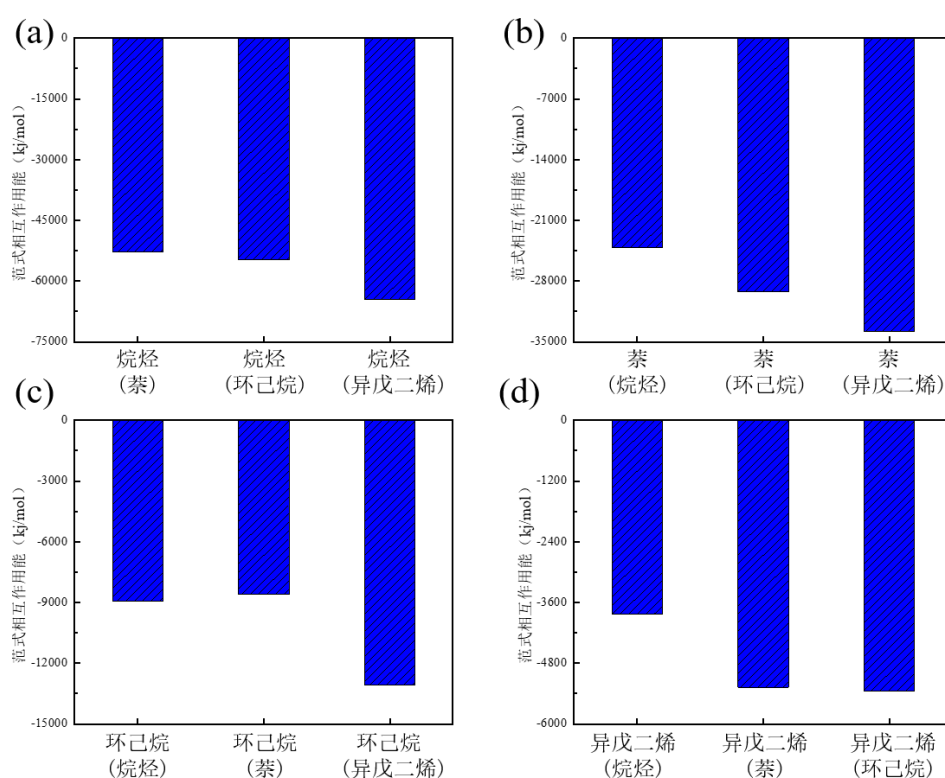 (a)
0
-15000
-30000
-45000
-60000
-75000
范式相互作用能（kj/mol）
烷烃 烷烃 烷烃
(萘) (环己烷) (异戊二烯)
(b)
0
-7000
-14000
-21000
-28000
-35000
范式相互作用能（kj/mol）
萘 萘 萘
(烷烃) (环己烷) (异戊二烯)
(c)
0
-3000
-6000
-9000
-12000
-15000
范式相互作用能（kj/mol）
环己烷 环己烷 环己烷
(烷烃) (萘) (异戊二烯)
(d)
0
-1200
-2400
-3600
-4800
-6000
范式相互作用能（kj/mol）
异戊二烯 异戊二烯 异戊二烯
(烷烃) (萘) (环己烷)